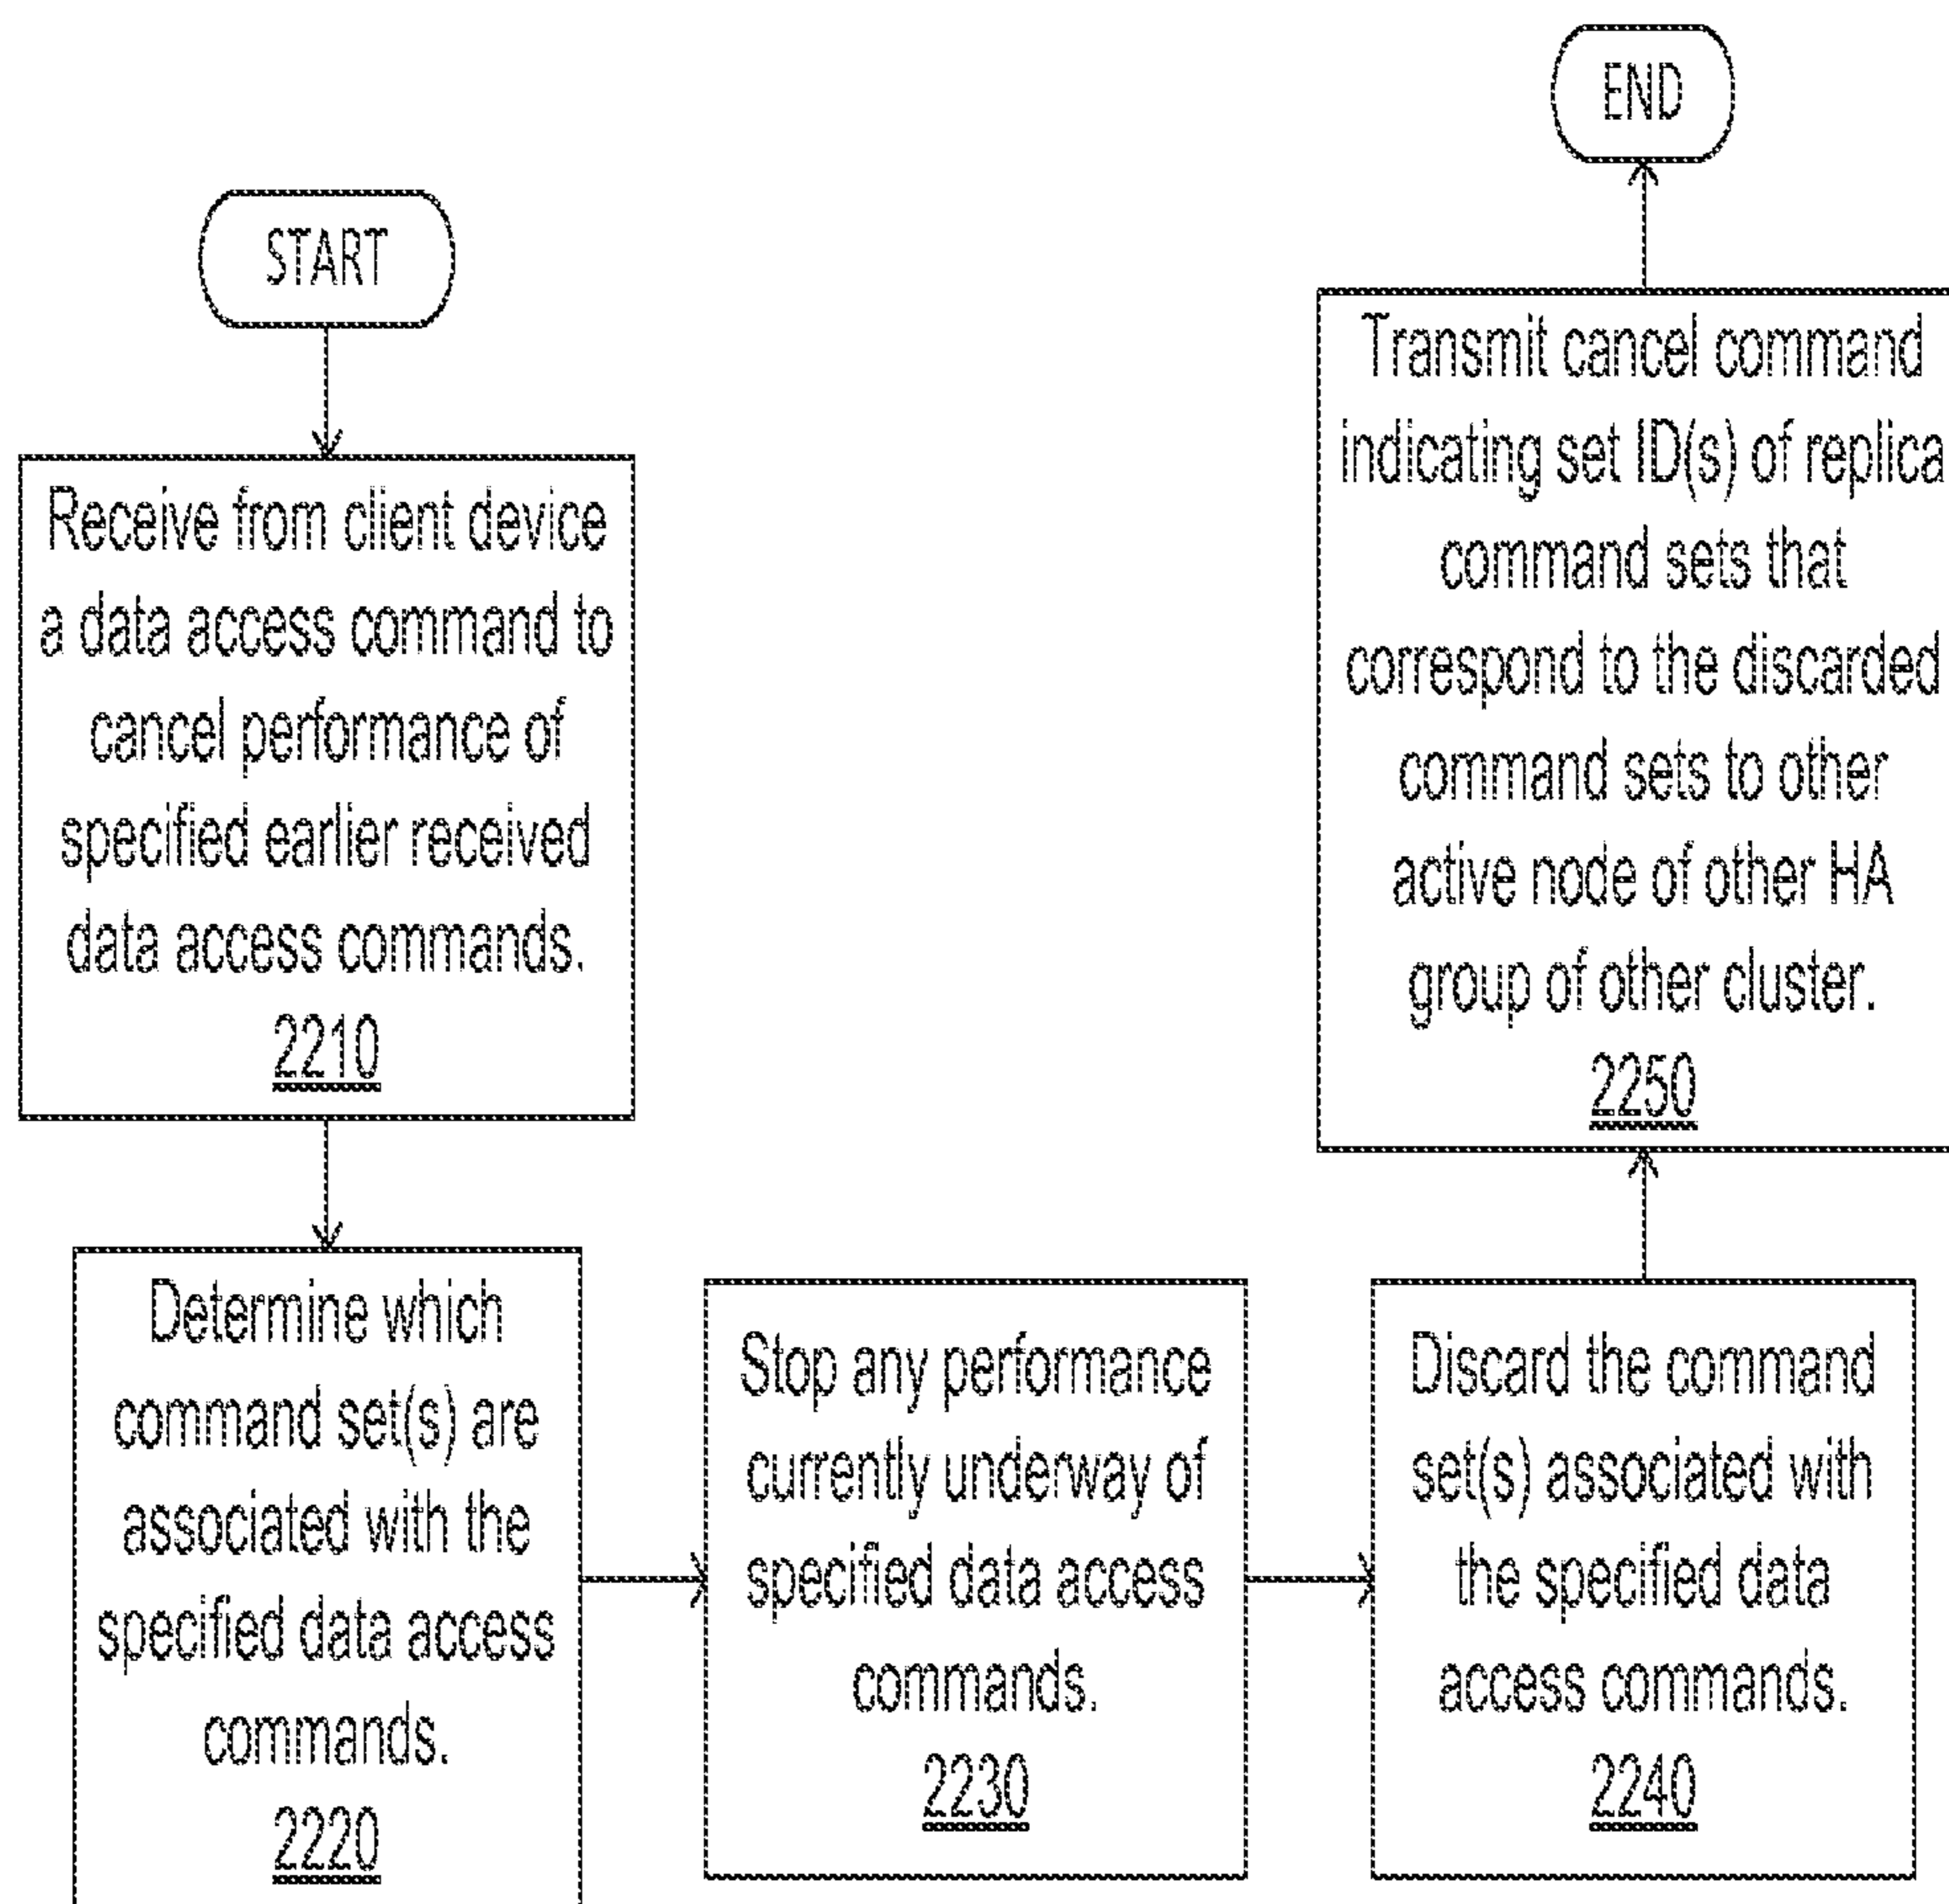 START
Receive from client device
a data access command to
cancel performance of
specified earlier received
data access commands.
2210
Determine which
command set(s) are
associated with the
specified data access
commands.
2220
Stop any performance
currently underway of
specified data access
commands.
2230
Discard the command
set(s) associated with
the specified data
access commands.
2240
Transmit cancel command
indicating set ID(s) of replica
command sets that
correspond to the discarded
command sets to other
active node of other HA
group of other cluster.
2250
END